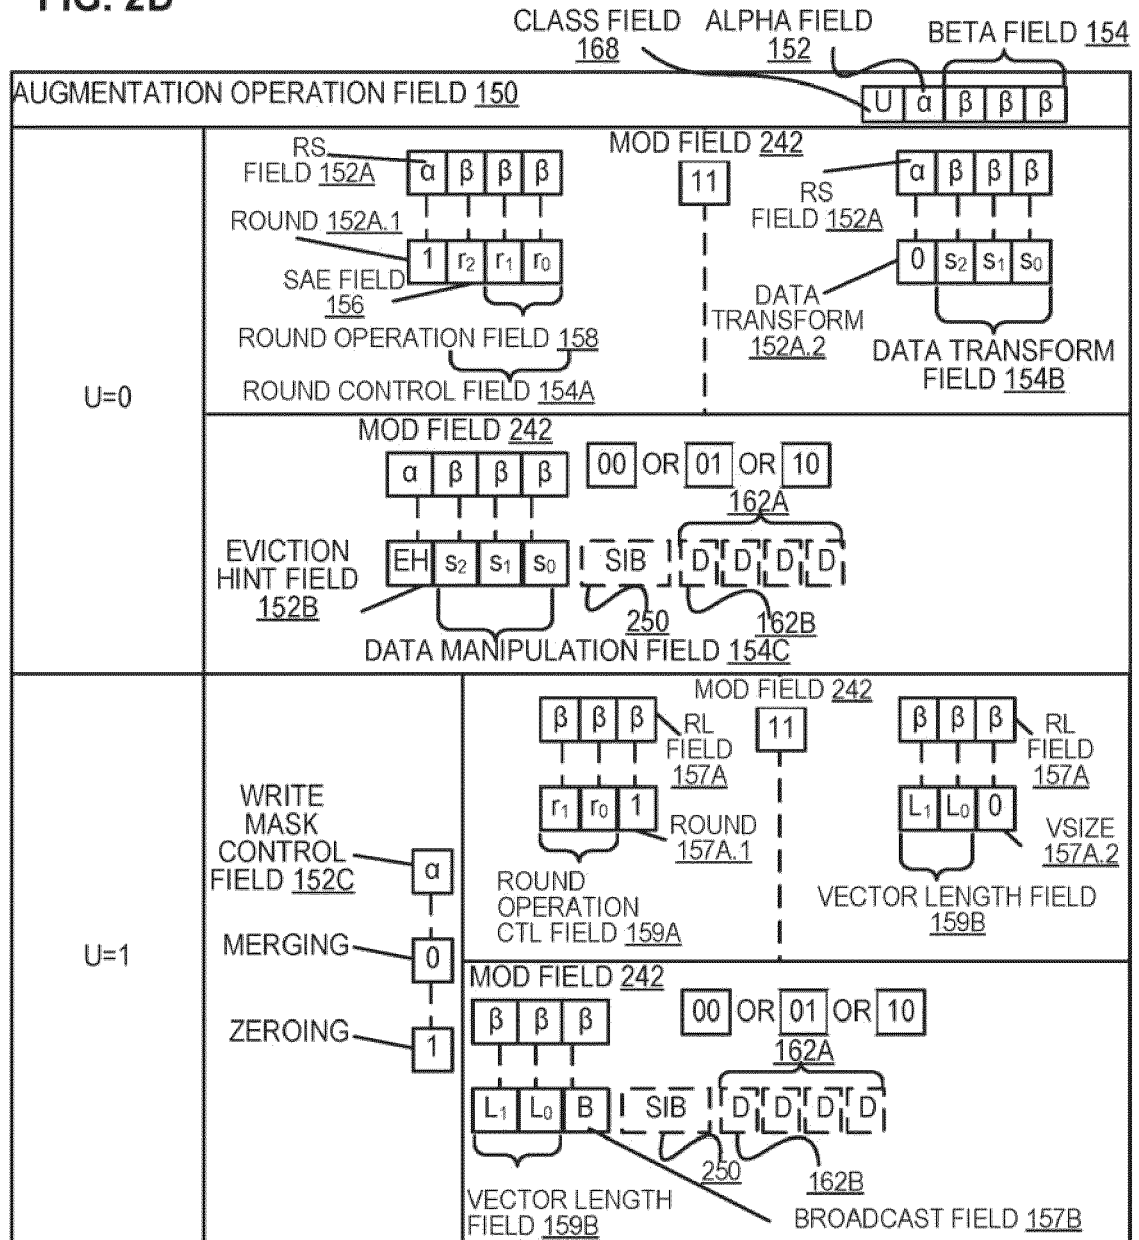 FIG. 2D
CLASS FIELD 168
ALPHA FIELD 152
BETA FIELD 154
AUGMENTATION OPERATION FIELD 150
U α β β β
U=0
MOD FIELD 242
11
RS FIELD 152A
α β β β
ROUND 152A.1
1 r2 r1 r0
SAE FIELD 156
ROUND OPERATION FIELD 158
ROUND CONTROL FIELD 154A
RS FIELD 152A
α β β β
0 s2 s1 s0
DATA TRANSFORM 152A.2
DATA TRANSFORM FIELD 154B
MOD FIELD 242
α β β β
00 OR 01 OR 10
162A
EVICTION HINT FIELD 152B
EH s2 s1 s0
SIB
D D D D
250
162B
DATA MANIPULATION FIELD 154C
U=1
WRITE MASK CONTROL FIELD 152C
α
MERGING
0
ZEROING
1
MOD FIELD 242
11
β β β
RL FIELD 157A
r1 r0 1
ROUND 157A.1
ROUND OPERATION CTL FIELD 159A
β β β
RL FIELD 157A
L1 L0 0
VSIZE 157A.2
VECTOR LENGTH FIELD 159B
MOD FIELD 242
β β β
00 OR 01 OR 10
162A
L1 L0 B
SIB
D D D D
250
162B
VECTOR LENGTH FIELD 159B
BROADCAST FIELD 157B